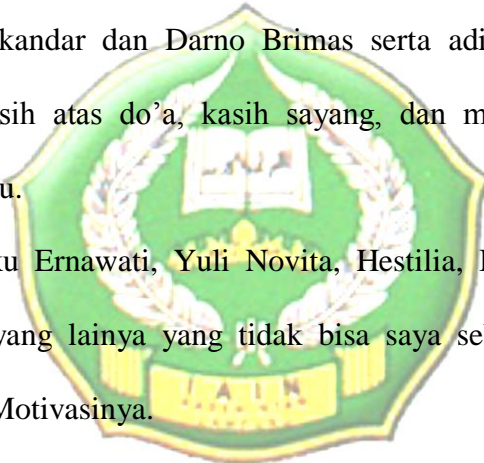 kandar dan Darno Brimas serta adi
sih atas do’a, kasih sayang, dan m
u.
ku Ernawati, Yuli Novita, Hestilia,
yang lainya yang tidak bisa saya se
Motivasinya.
I A I N